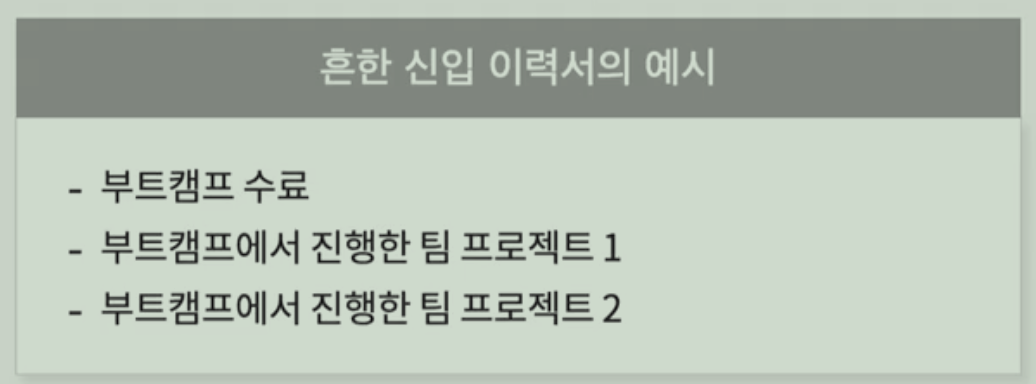 흔한 신입 이력서의 예시
- 부트캠프 수료
- 부트캠프에서 진행한 팀 프로젝트 1
- 부트캠프에서 진행한 팀 프로젝트 2